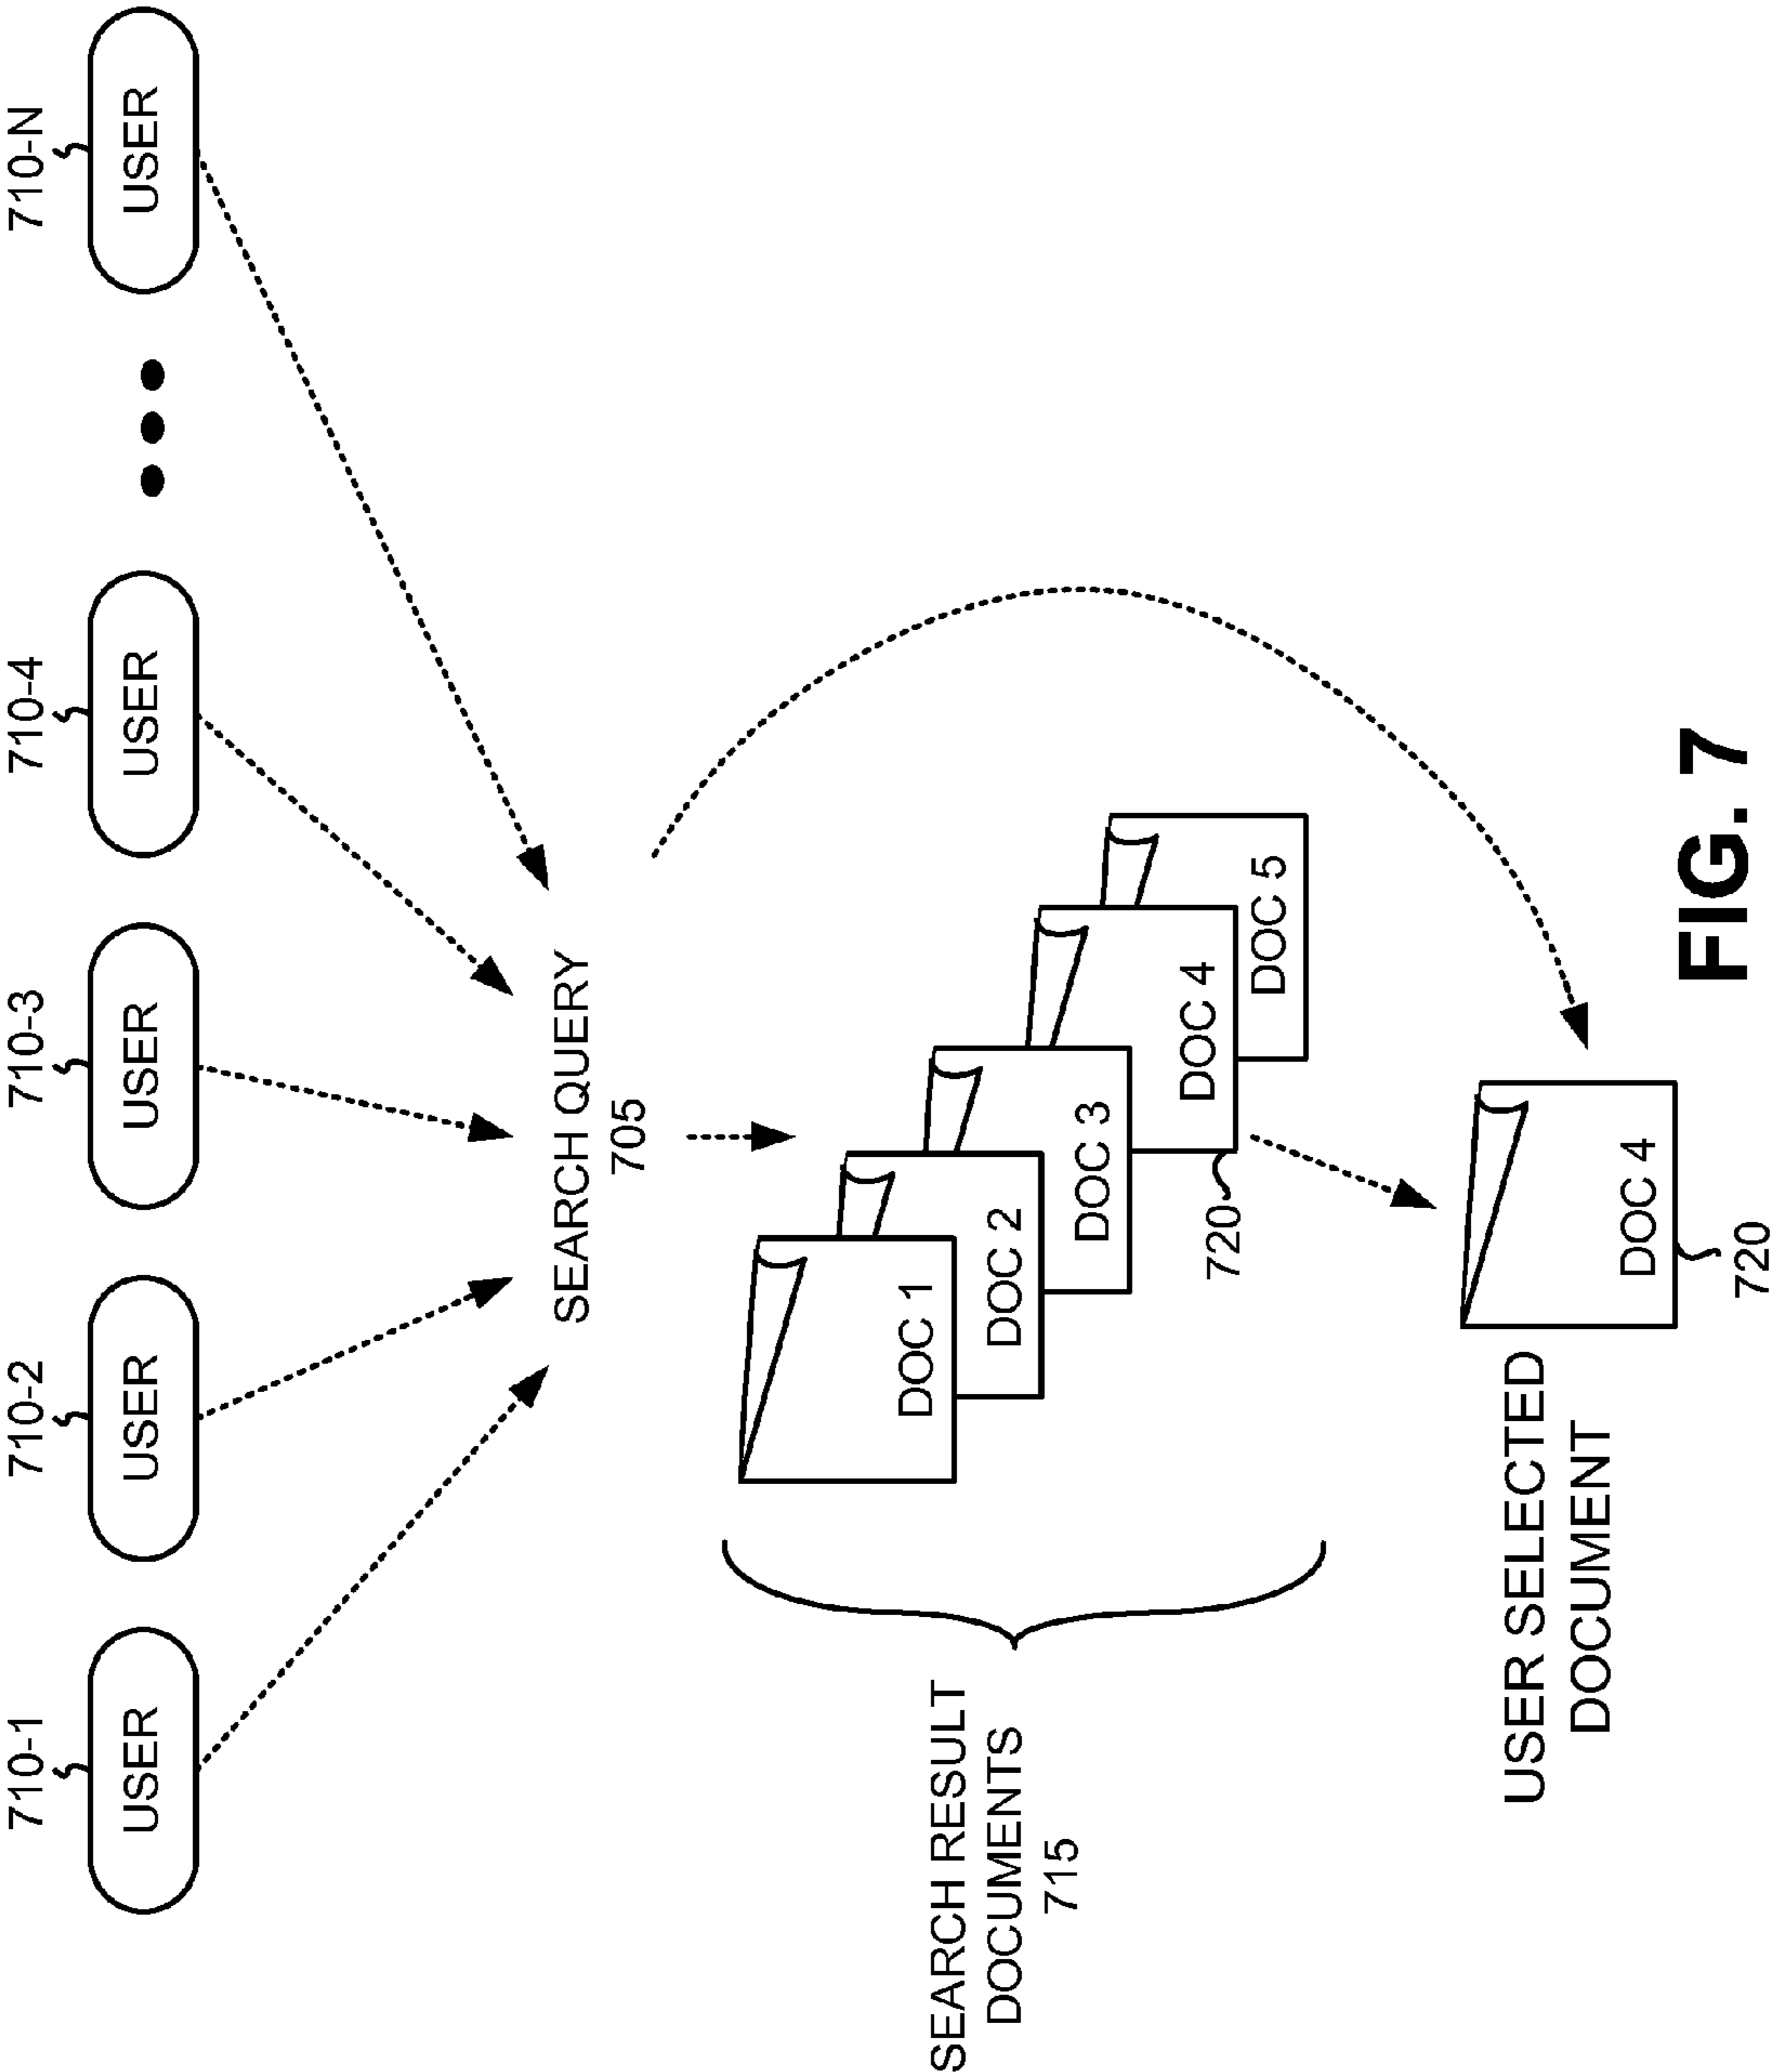 710-1
710-2
710-3
710-4
710-N
USER
USER
USER
USER
USER
SEARCH QUERY
705
SEARCH RESULT
DOCUMENTS
715
DOC 1
DOC 2
DOC 3
DOC 4
DOC 5
720
USER SELECTED
DOCUMENT
DOC 4
720
FIG. 7